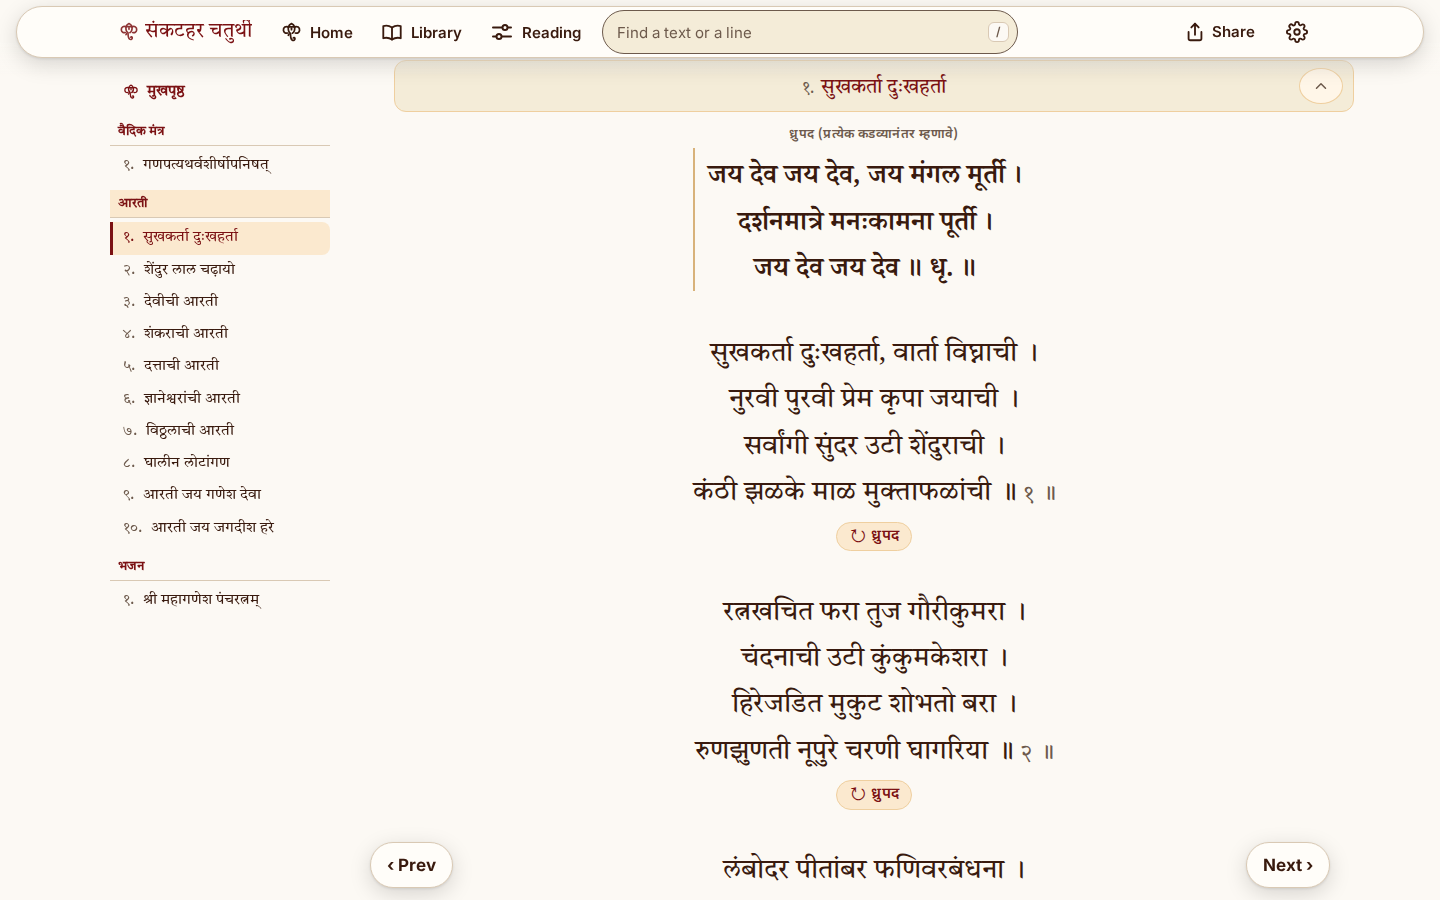 संकटहर चतुर्थी
Home
Library
Reading
Find a text or a line
/
Share
मुखपृष्ठ
वैदिक मंत्र
१. गणपत्यथर्वशीर्षोपनिषत्
आरती
१. सुखकर्ता दुःखहर्ता
२. शेंदुर लाल चढ़ायो
३. देवीची आरती
४. शंकराची आरती
५. दत्ताची आरती
६. ज्ञानेश्वरांची आरती
७. विठ्ठलाची आरती
८. घालीन लोटांगण
९. आरती जय गणेश देवा
१०. आरती जय जगदीश हरे
भजन
१. श्री महागणेश पंचरत्नम्
१. सुखकर्ता दुःखहर्ता
ध्रुपद (प्रत्येक कडव्यानंतर म्हणावे)
जय देव जय देव, जय मंगल मूर्ती ।
दर्शनमात्रे मनःकामना पूर्ती ।
जय देव जय देव ॥ धृ. ॥
सुखकर्ता दुःखहर्ता, वार्ता विघ्नाची ।
नुरवी पुरवी प्रेम कृपा जयाची ।
सर्वांगी सुंदर उटी शेंदुराची ।
कंठी झळके माळ मुक्ताफळांची ॥ १ ॥
ध्रुपद
रत्नखचित फरा तुज गौरीकुमरा ।
चंदनाची उटी कुंकुमकेशरा ।
हिरेजडित मुकुट शोभतो बरा ।
रुणझुणती नूपुरे चरणी घागरिया ॥ २ ॥
ध्रुपद
लंबोदर पीतांबर फणिवरबंधना ।
‹ Prev
Next ›